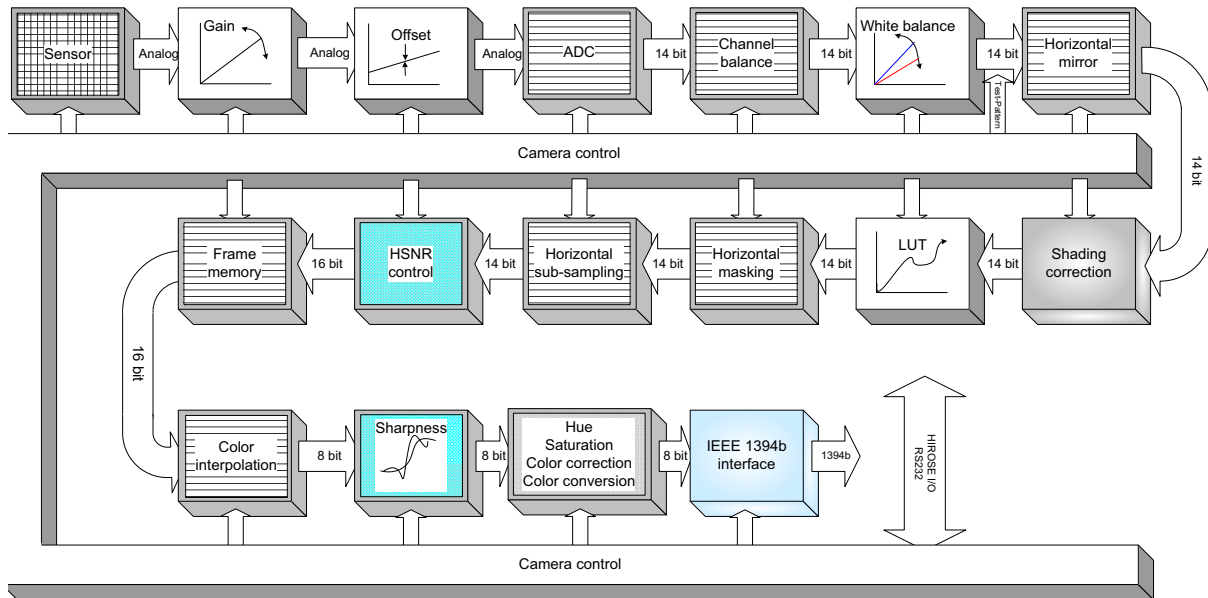 Sensor
Analog
Gain
Analog
Offset
Analog
ADC
14 bit
Channel
balance
14 bit
White balance
14 bit
Test-Pattern
Horizontal
mirror
14 bit
Camera control
Frame
memory
16 bit
HSNR
control
14 bit
Horizontal
sub-sampling
14 bit
Horizontal
masking
14 bit
LUT
14 bit
Shading
correction
16 bit
Color
interpolation
8 bit
Sharpness
8 bit
Hue
Saturation
Color correction
Color conversion
8 bit
IEEE 1394b
interface
1394b
HIROSE I/O
RS232
Camera control